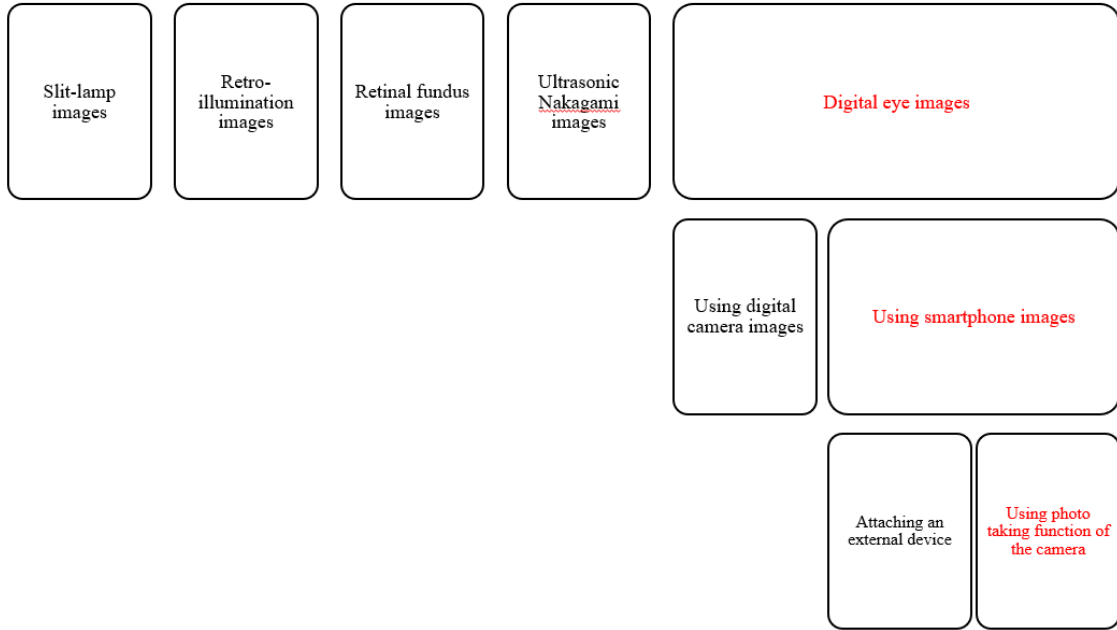 Slit-lamp
images
Retro-
illumination
images
Retinal fundus
images
Ultrasonic
Nakagami
images
Digital eye images
Using digital
camera images
Using smartphone images
Attaching an
external device
Using photo
taking function of
the camera